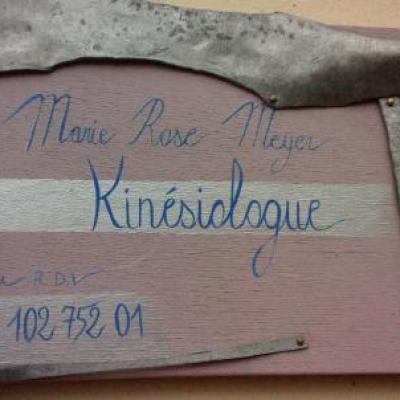 Marie Rose Meyer
Kinésiologue
R.D.V
102 752 01